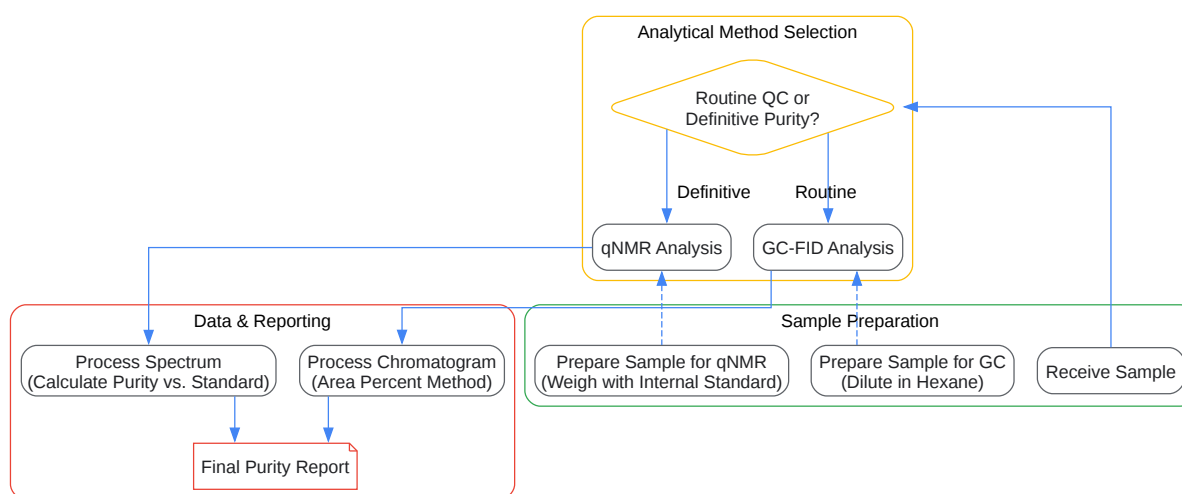 Analytical Method Selection
Routine QC or
Definitive Purity?
Definitive
Routine
qNMR Analysis
GC-FID Analysis
Data & Reporting
Sample Preparation
Process Spectrum
(Calculate Purity vs. Standard)
Process Chromatogram
(Area Percent Method)
Prepare Sample for qNMR
(Weigh with Internal Standard)
Prepare Sample for GC
(Dilute in Hexane)
Receive Sample
Final Purity Report